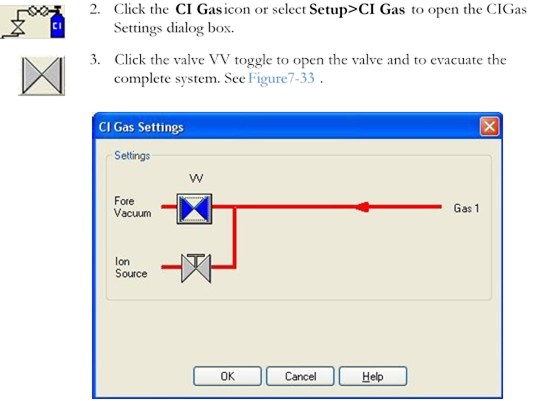 CI
2. Click the CI Gas icon or select Setup>CI Gas to open the CIGas
Settings dialog box.
3. Click the valve VV toggle to open the valve and to evacuate the
complete system. See Figure7-33 .
CI Gas Settings
Settings
VV
Fore
Vacuum
Gas 1
Ion
Source
OK
Cancel
Help